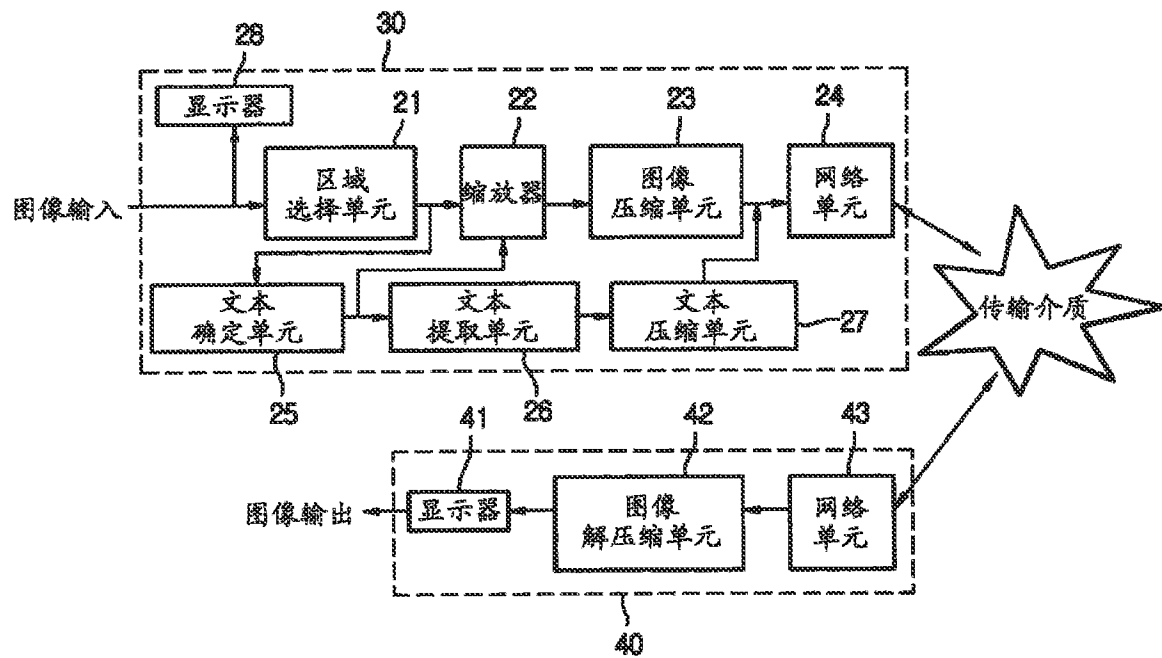 30
28
显示器
21
22
23
24
图像输入
区域
选择单元
缩放器
图像
压缩单元
网络
单元
传输介质
文本
确定单元
文本
提取单元
文本
压缩单元
27
25
26
41
42
43
图像输出
显示器
图像
解压缩单元
网络
单元
40